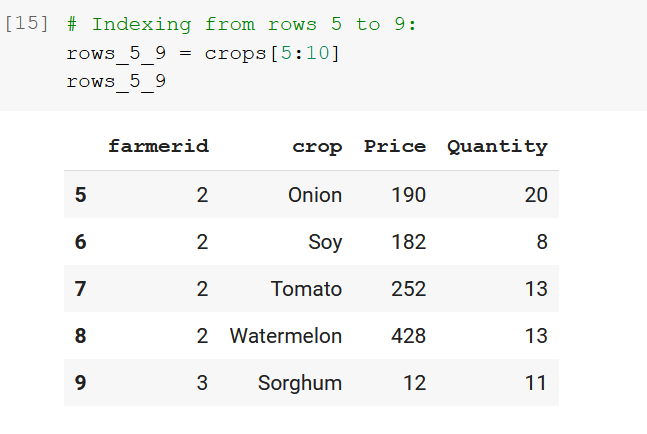 [15] # Indexing from rows 5 to 9:
rows_5_9 = crops[5:10]
rows_5_9
farmerid crop Price Quantity
5 2 Onion 190 20
6 2 Soy 182 8
7 2 Tomato 252 13
8 2 Watermelon 428 13
9 3 Sorghum 12 11